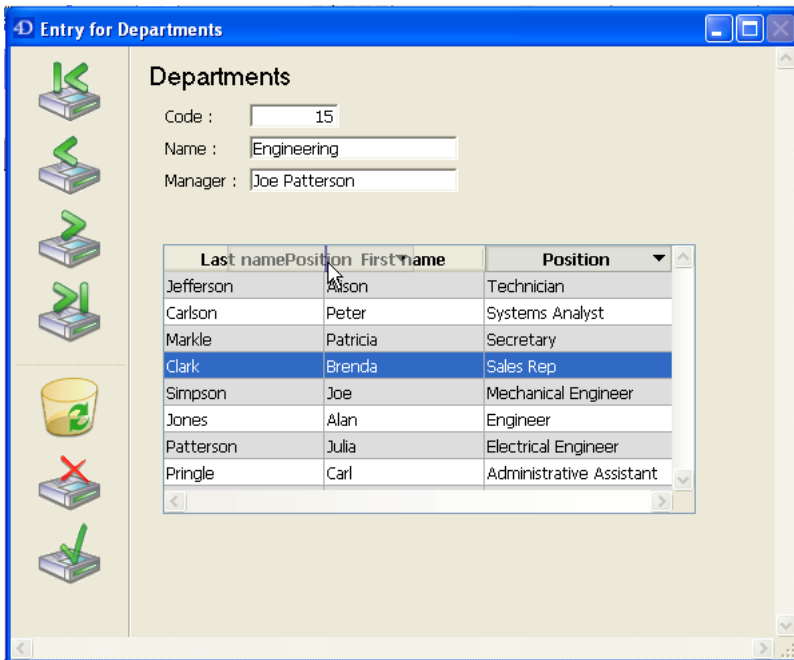 4D Entry for Departments
Departments
Code : 15
Name : Engineering
Manager : Joe Patterson
Last name Position First name Position
Jefferson Alison Technician
Carlson Peter Systems Analyst
Markle Patricia Secretary
Clark Brenda Sales Rep
Simpson Joe Mechanical Engineer
Jones Alan Engineer
Patterson Julia Electrical Engineer
Pringle Carl Administrative Assistant